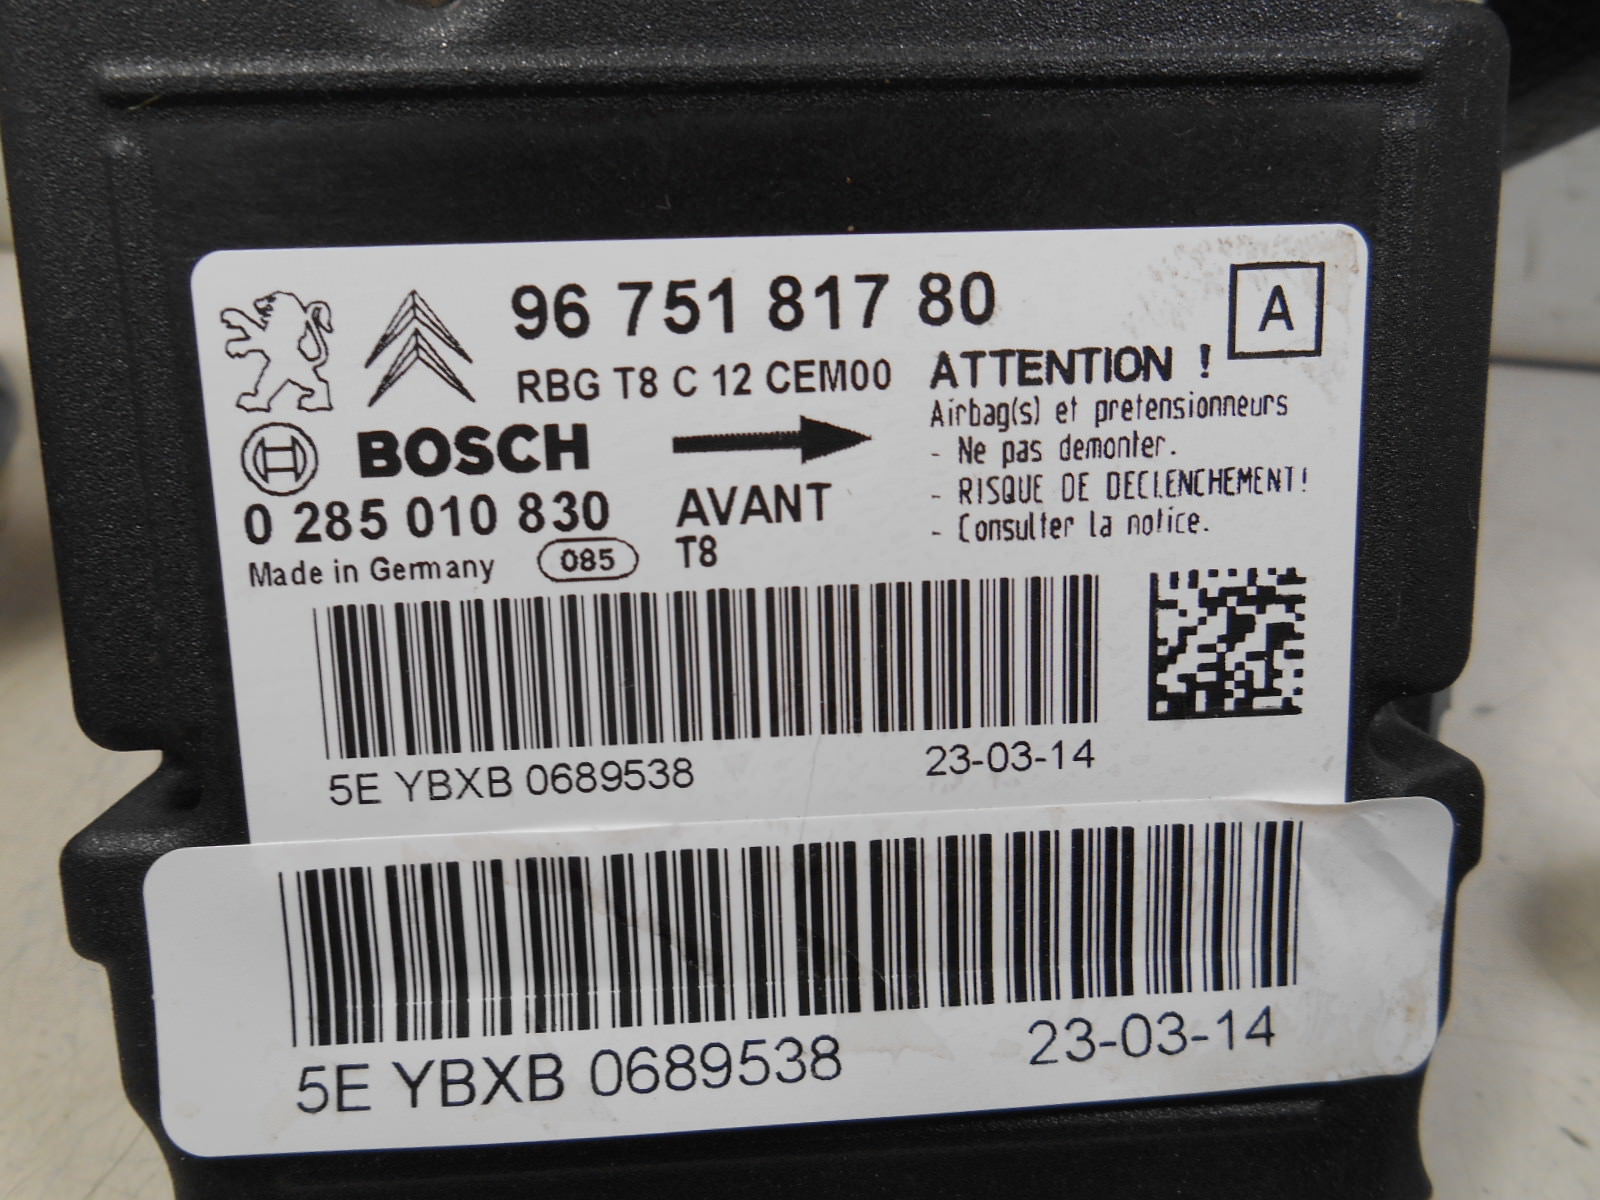 96 751 817 80
A
RBG T8 C 12 CEM00
ATTENTION !
Airbag(s) et pretensionneurs
- Ne pas demonter.
- RISQUE DE DECLENCHEMENT!
- Consulter la notice.
BOSCH
0 285 010 830
AVANT
T8
Made in Germany
085
5E YBXB 0689538
23-03-14
5E YBXB 0689538
23-03-14